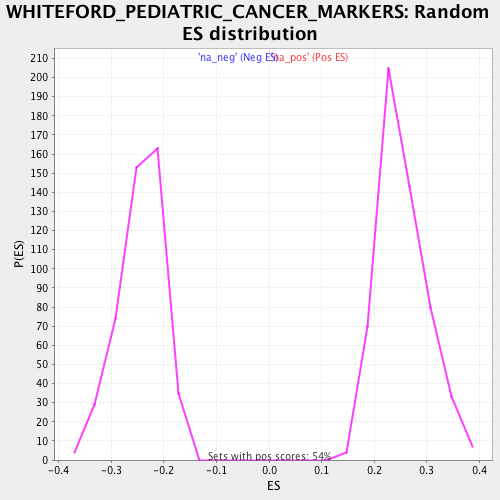 WHITEFORD_PEDIATRIC_CANCER_MARKERS: Random
ES distribution
'na_neg' (Neg ES)
'na_pos' (Pos ES)
P(ES)
210
200
190
180
170
160
150
140
130
120
110
100
90
80
70
60
50
40
30
20
10
0
Sets with pos scores: 54%
-0.4 -0.3 -0.2 -0.1 0.0 0.1 0.2 0.3 0.4
ES